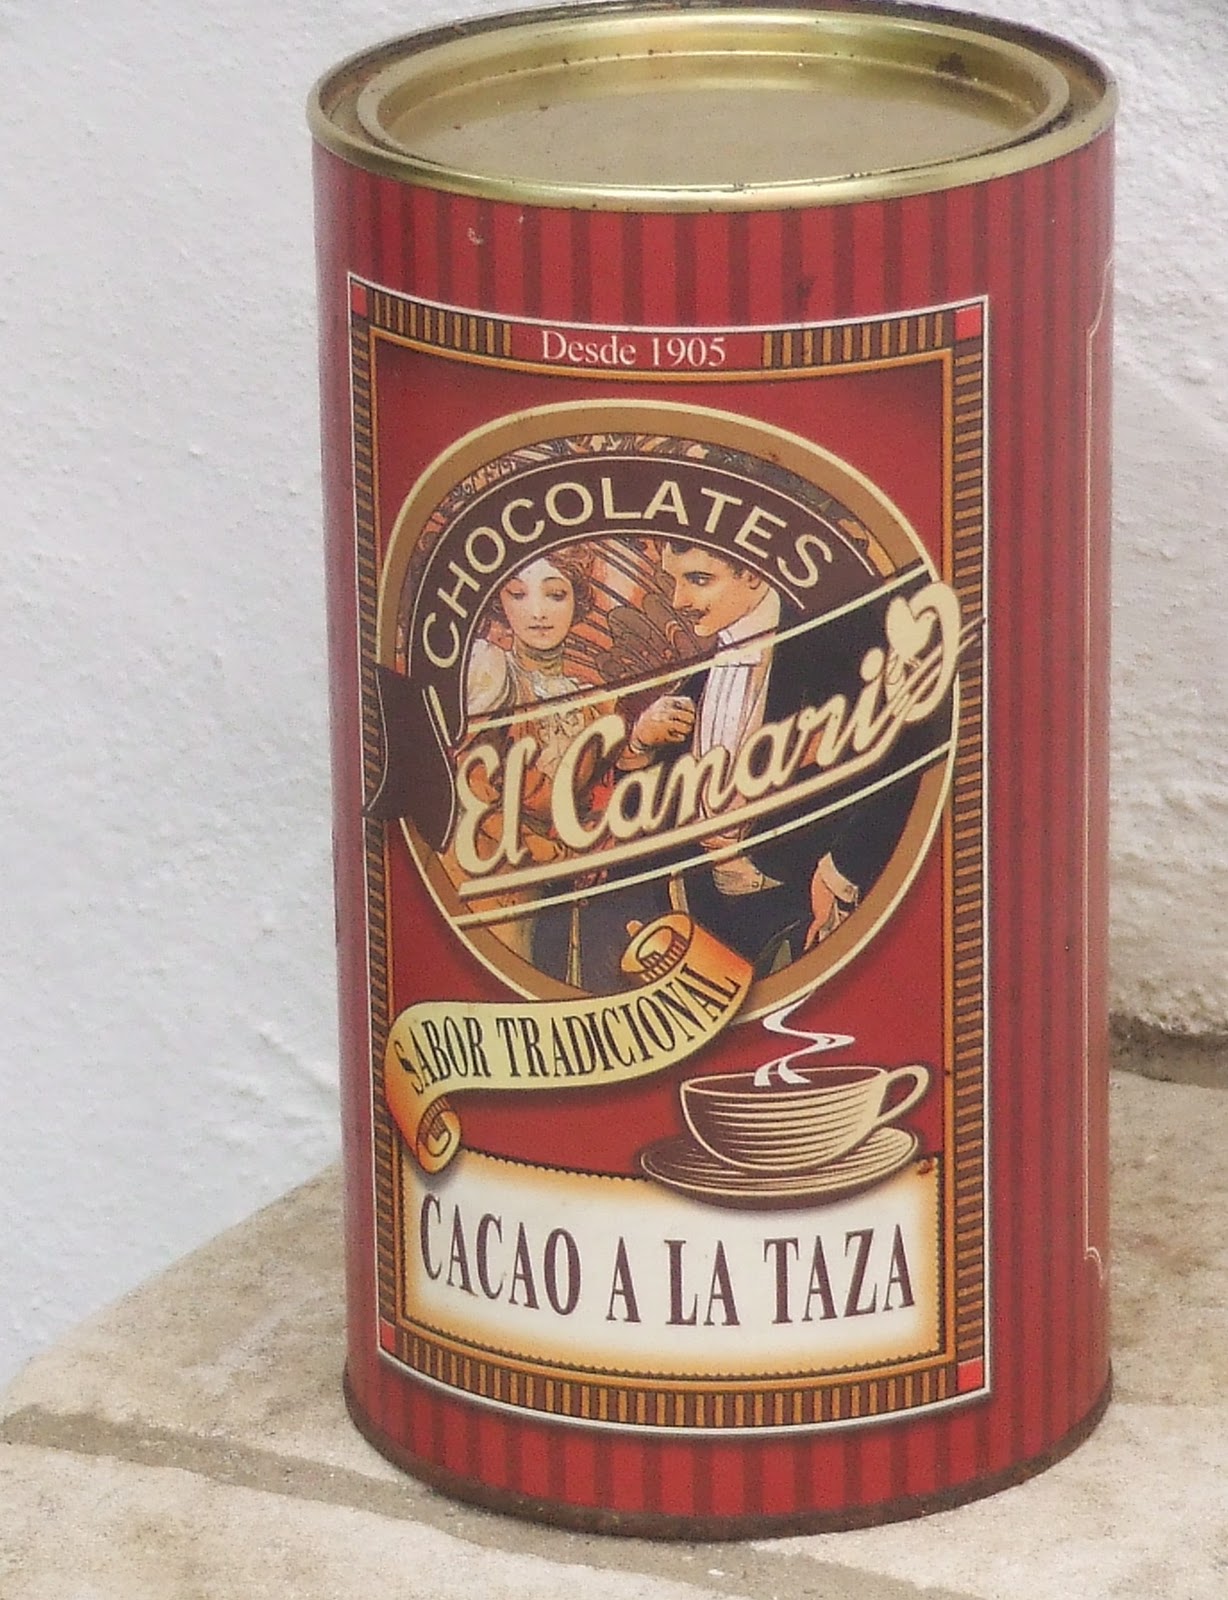 Desde 1905
CHOCOLATES
El Canario
SABOR TRADICIONAL
CACAO A LA TAZA